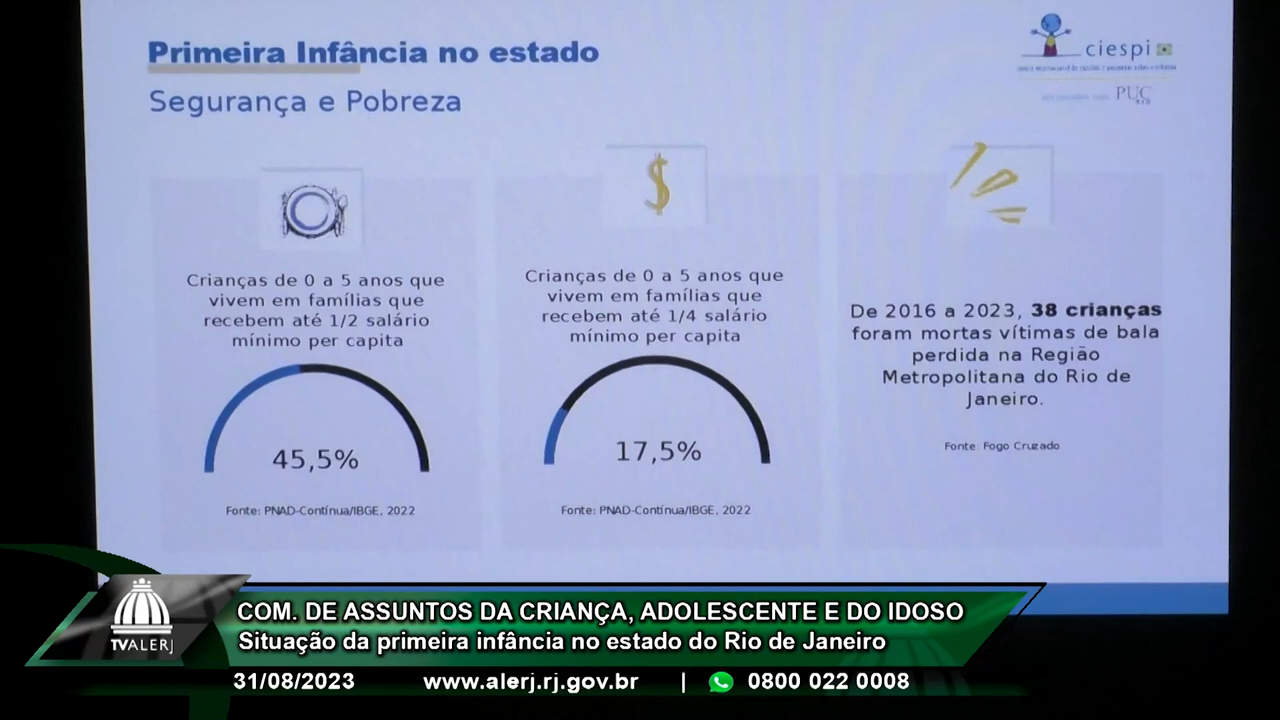 Primeira Infância no estado
Segurança e Pobreza
ciespi
PUC
RIO
Crianças de 0 a 5 anos que
vivem em famílias que
recebem até 1/2 salário
mínimo per capita
45,5%
Fonte: PNAD-Contínua/IBGE, 2022
$
Crianças de 0 a 5 anos que
vivem em famílias que
recebem até 1/4 salário
mínimo per capita
17,5%
Fonte: PNAD-Contínua/IBGE, 2022
De 2016 a 2023, 38 crianças
foram mortas vítimas de bala
perdida na Região
Metropolitana do Rio de
Janeiro.
Fonte: Fogo Cruzado
TVALERJ
COM. DE ASSUNTOS DA CRIANÇA, ADOLESCENTE E DO IDOSO
Situação da primeira infância no estado do Rio de Janeiro
31/08/2023 www.alerj.rj.gov.br | 0800 022 0008